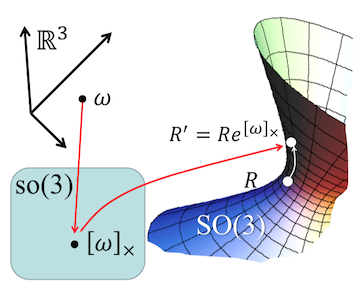 ℝ³
ω
R′ = Re^{[ω]×}
so(3)
R
SO(3)
[ω]×